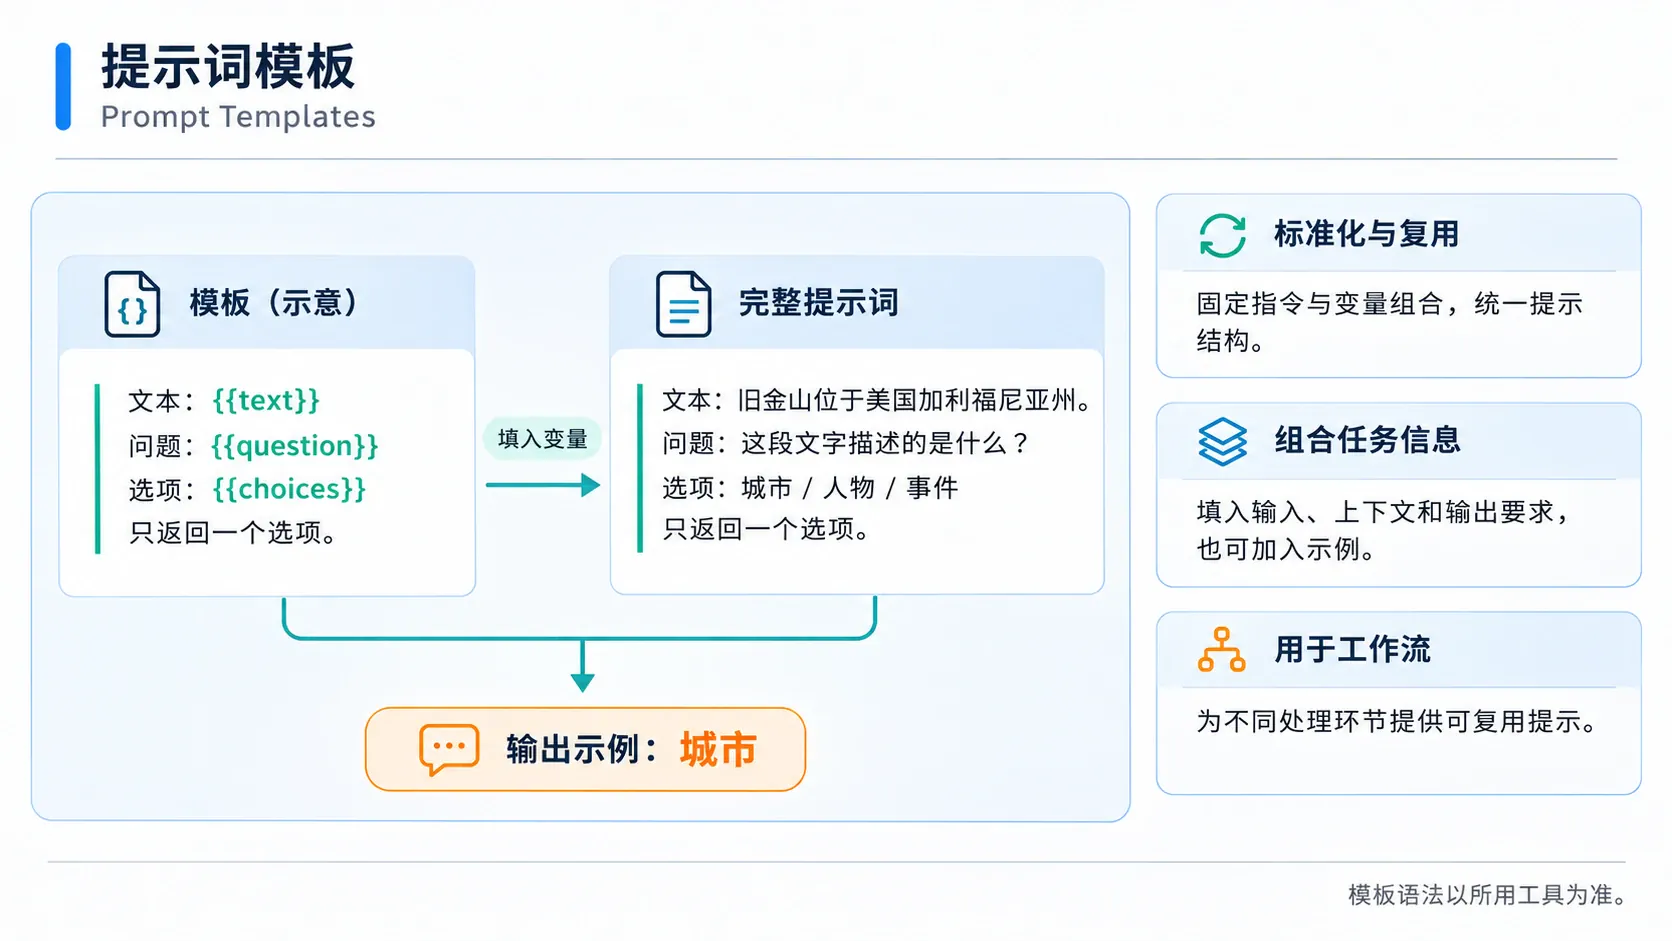 提示词模板
Prompt Templates
模板（示意）
文本：{{text}}
问题：{{question}}
选项：{{choices}}
只返回一个选项。
填入变量
完整提示词
文本：旧金山位于美国加利福尼亚州。
问题：这段文字描述的是什么？
选项：城市 / 人物 / 事件
只返回一个选项。
输出示例：城市
标准化与复用
固定指令与变量组合，统一提示
结构。
组合任务信息
填入输入、上下文和输出要求，
也可加入示例。
用于工作流
为不同处理环节提供可复用提示。
模板语法以所用工具为准。